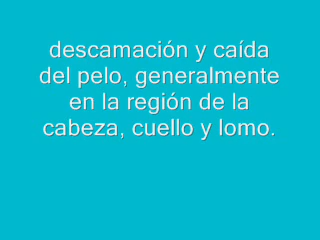 descamación y caída
del pelo, generalmente
en la región de la
cabeza, cuello y lomo.